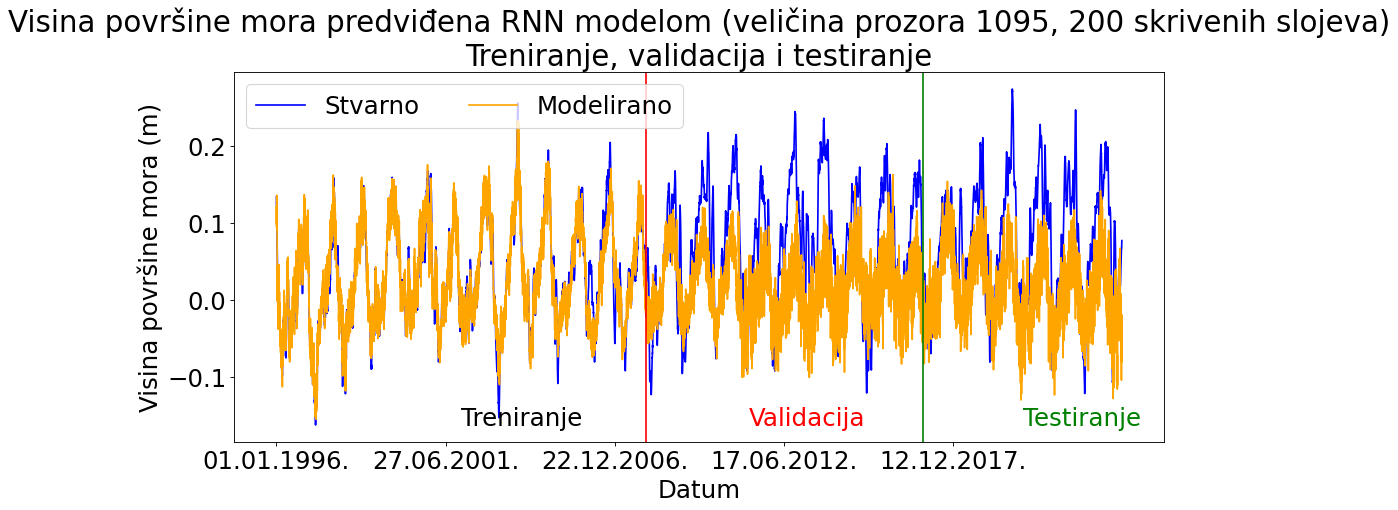 Visina površine mora predviđena RNN modelom (veličina prozora 1095, 200 skrivenih slojeva)
Treniranje, validacija i testiranje
Stvarno Modelirano
Visina površine mora (m)
0.2
0.1
0.0
−0.1
Treniranje Validacija Testiranje
01.01.1996. 27.06.2001. 22.12.2006. 17.06.2012. 12.12.2017.
Datum